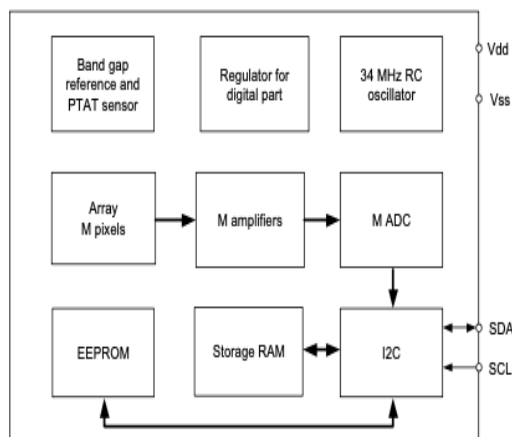 Band gap
reference and
PTAT sensor
Regulator for
digital part
34 MHz RC
oscillator
Vdd
Vss
Array
M pixels
M amplifiers
M ADC
EEPROM
Storage RAM
I2C
SDA
SCL